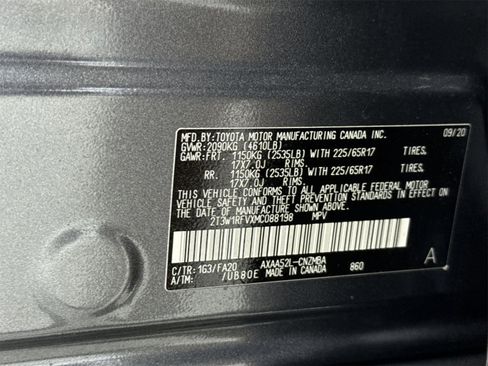 MFD.BY:TOYOTA MOTOR MANUFACTURING CANADA INC. 09/20
GVWR:2090KG (4610LB)
GAWR:FRT. 1150KG (2535LB) WITH 225/65R17 TIRES,
17X7.0J RIMS.
RR. 1150KG (2535LB) WITH 225/65R17 TIRES,
17X7.0J RIMS.
THIS VEHICLE CONFORMS TO ALL APPLICABLE FEDERAL MOTOR
VEHICLE SAFETY AND THEFT PREVENTION STANDARDS IN EFFECT ON
THE DATE OF MANUFACTURE SHOWN ABOVE.
2T3W1RFVXMC088198 MPV
A
C/TR:1G3/FA20 AXAA52L-CNZMBA 860
A/TM: /UB80E MADE IN CANADA